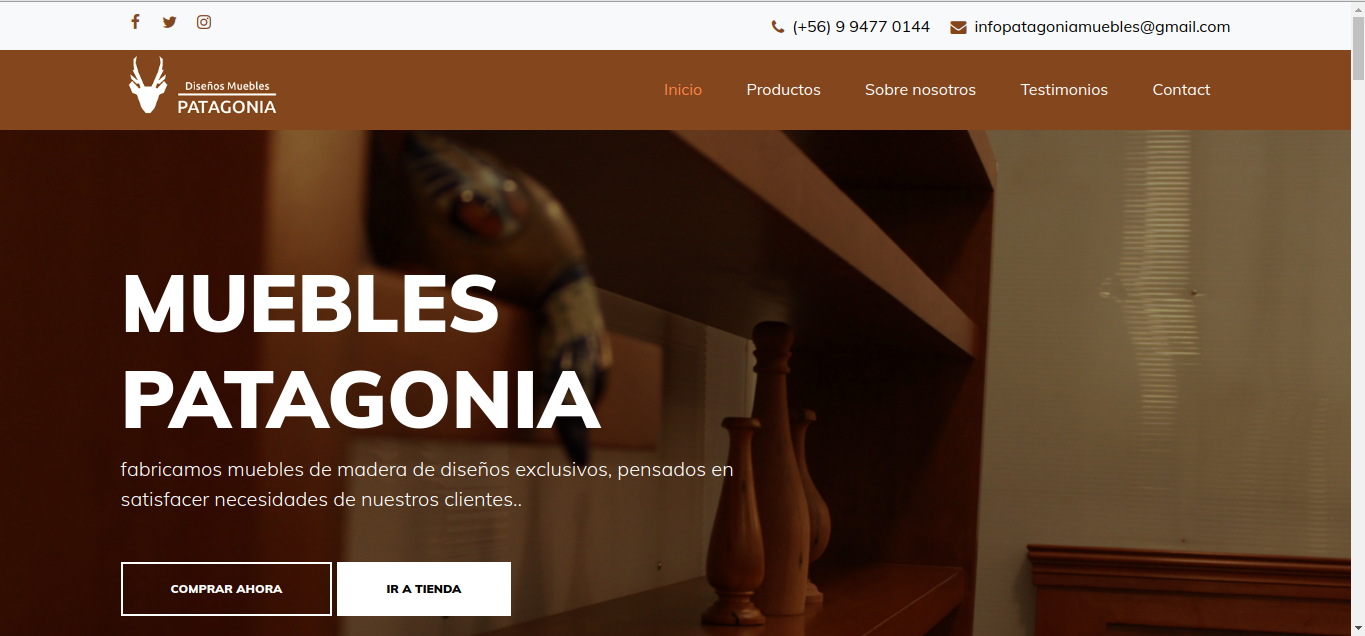 (+56) 9 9477 0144 infopatagoniamuebles@gmail.com
Diseños Muebles
PATAGONIA
Inicio Productos Sobre nosotros Testimonios Contact
MUEBLES
PATAGONIA
fabricamos muebles de madera de diseños exclusivos, pensados en
satisfacer necesidades de nuestros clientes..
COMPRAR AHORA IR A TIENDA